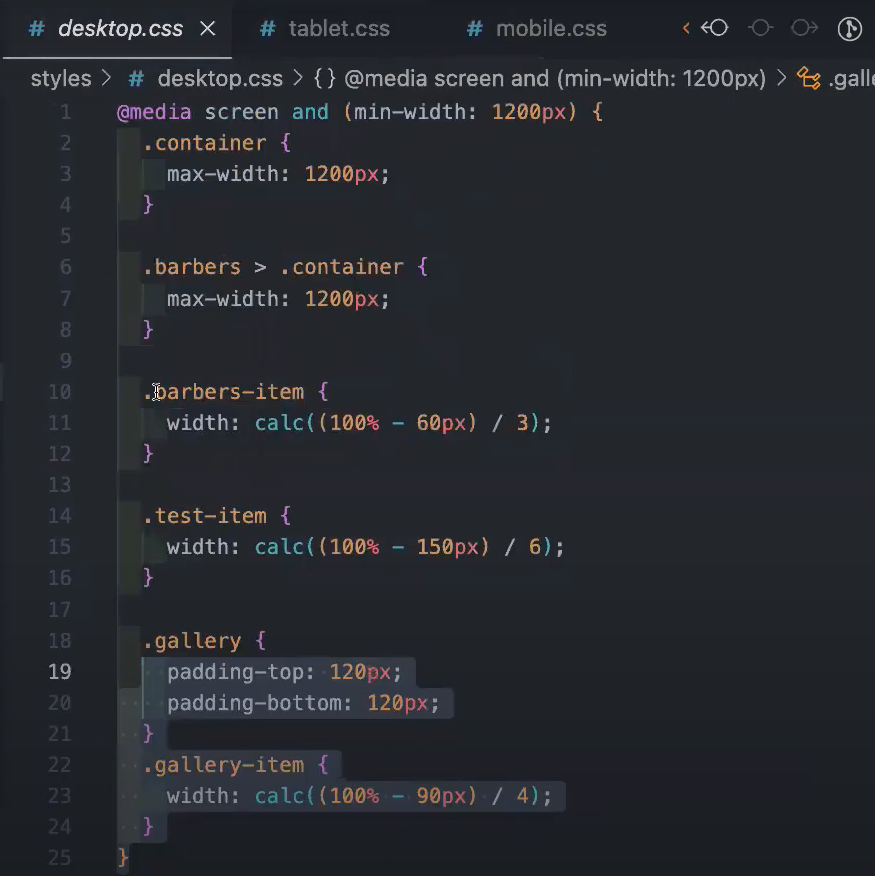 # desktop.css × # tablet.css # mobile.css
styles > # desktop.css > {} @media screen and (min-width: 1200px) > .galle
1 @media screen and (min-width: 1200px) {
2 .container {
3 max-width: 1200px;
4 }
5
6 .barbers > .container {
7 max-width: 1200px;
8 }
9
10 .barbers-item {
11 width: calc((100% - 60px) / 3);
12 }
13
14 .test-item {
15 width: calc((100% - 150px) / 6);
16 }
17
18 .gallery {
19 padding-top: 120px;
20 padding-bottom: 120px;
21 }
22 .gallery-item {
23 width: calc((100% - 90px) / 4);
24 }
25 }